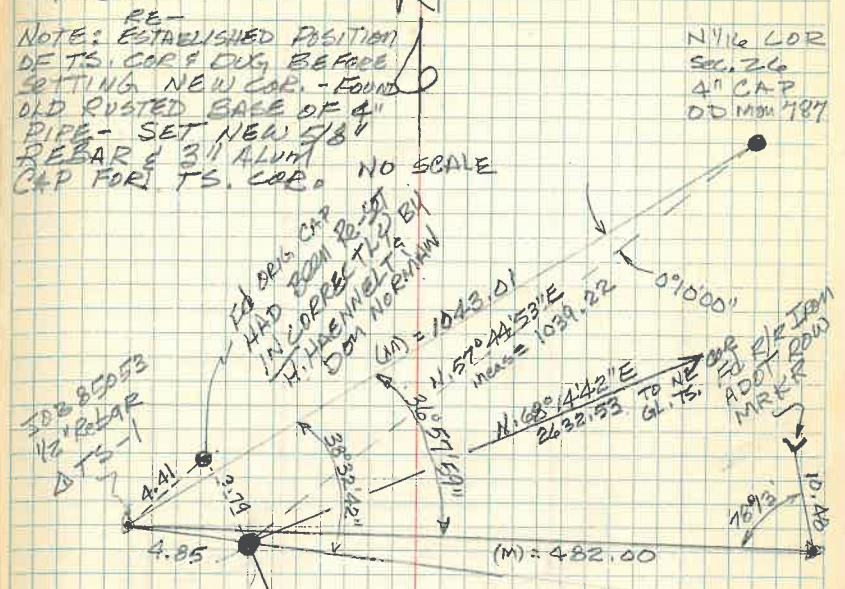 RE-
NOTE: ESTABLISHED POSITION
OF TS. COR & DUG BEFORE
SETTING NEW COR. - FOUND
OLD RUSTED BASE OF 4"
PIPE - SET NEW 5/8"
REBAR & 3" ALUM
CAP FOR TS. COR.
NO SCALE
N 1/16 COR
SEC. 26
4" CAP
OD MON 787
FD ORIG CAP
HAD BEEN RE-SET
INCORRECTLY BY
H. HAENNELT &
DON NORMAN
(M) = 1043.01
N.57°44'53"E
meas= 1039.22
0°10'00"
N.68°14'42"E
2632.53
TO NE COR
GL. TS.
FD R/R IRON
ADOT ROW
MRKR
JOB 85053
1/2" Rebar
△ TS-1
4.41
3.79
38°32'42"
36°57'59"
78°13'
10.48
4.85
(M) = 482.00